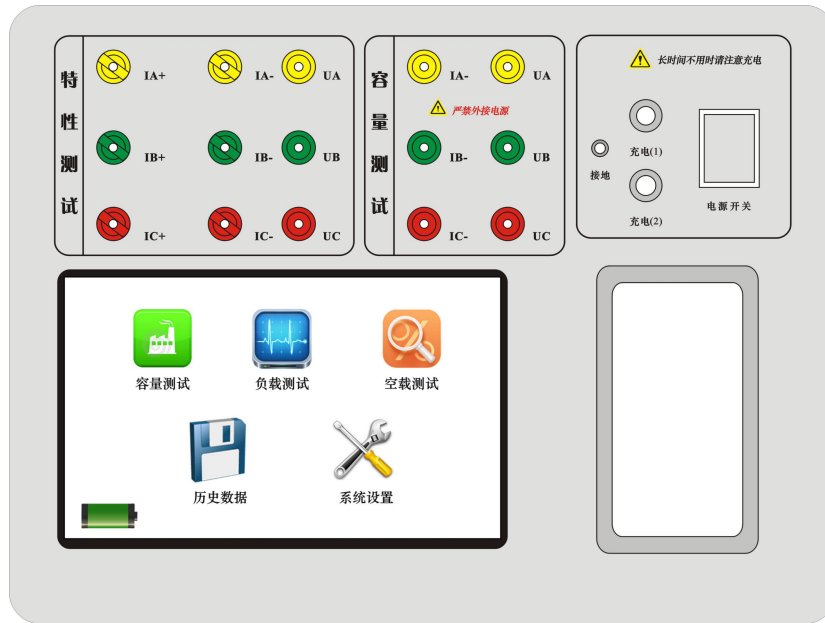 特性测试
IA+
IA-
UA
IB+
IB-
UB
IC+
IC-
UC
容量测试
IA-
UA
严禁外接电源
IB-
UB
IC-
UC
长时间不用时请注意充电
充电(1)
接地
充电(2)
电源开关
容量测试
负载测试
空载测试
历史数据
系统设置